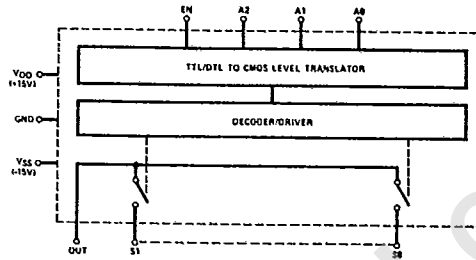 EN A2 A1 A0
TTL/DTL TO CMOS LEVEL TRANSLATOR
VDD
(+15V)
DECODER/DRIVER
GND
VSS
(-15V)
OUT S1 S8